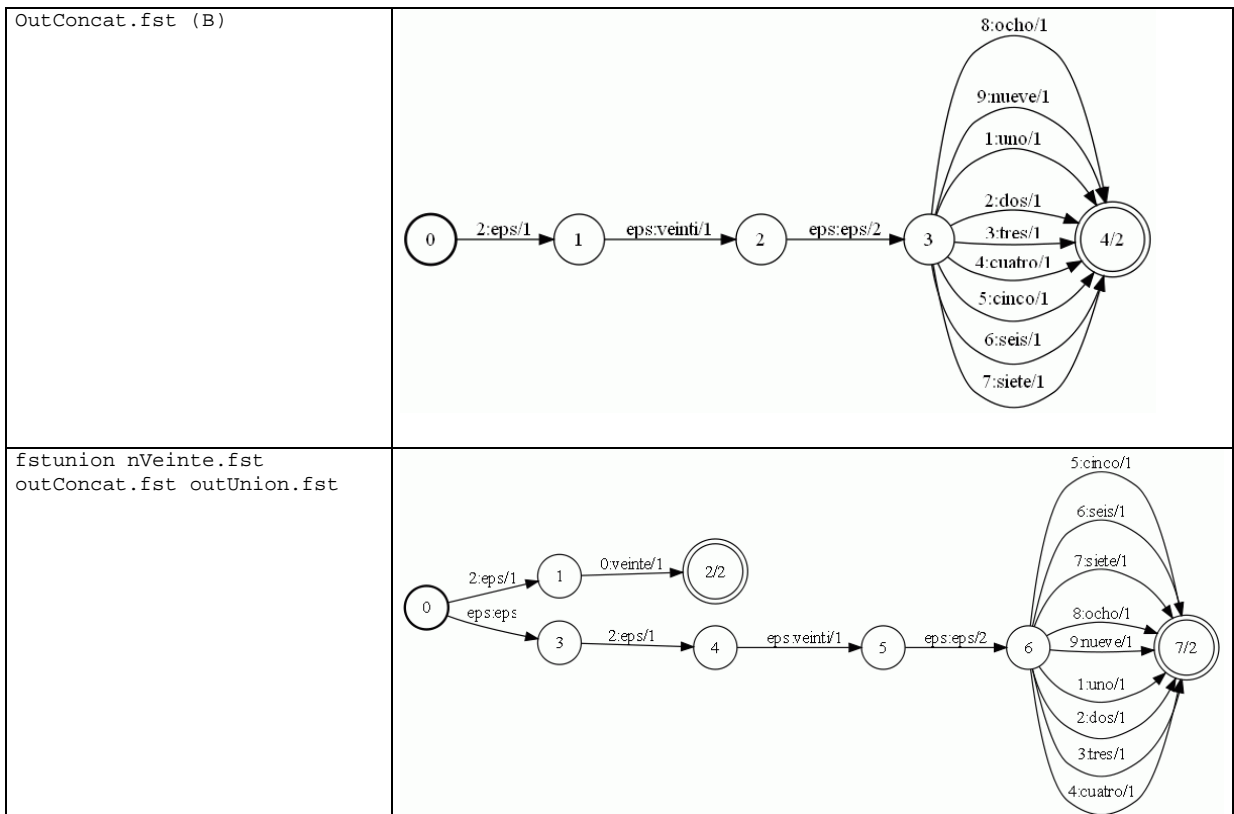 OutConcat.fst (B)
8:ocho/1
9:nueve/1
1:uno/1
2:dos/1
3:tres/1
4:cuatro/1
5:cinco/1
6:seis/1
7:siete/1
0
2:eps/1
1
eps:veinti/1
2
eps:eps/2
3
4/2
fstunion nVeinte.fst
outConcat.fst outUnion.fst
5:cinco/1
6:seis/1
7:siete/1
8:ocho/1
9:nueve/1
1:uno/1
2:dos/1
3:tres/1
4:cuatro/1
0
2:eps/1
1
0:veinte/1
2/2
eps:eps
3
2:eps/1
4
eps:veinti/1
5
eps:eps/2
6
7/2